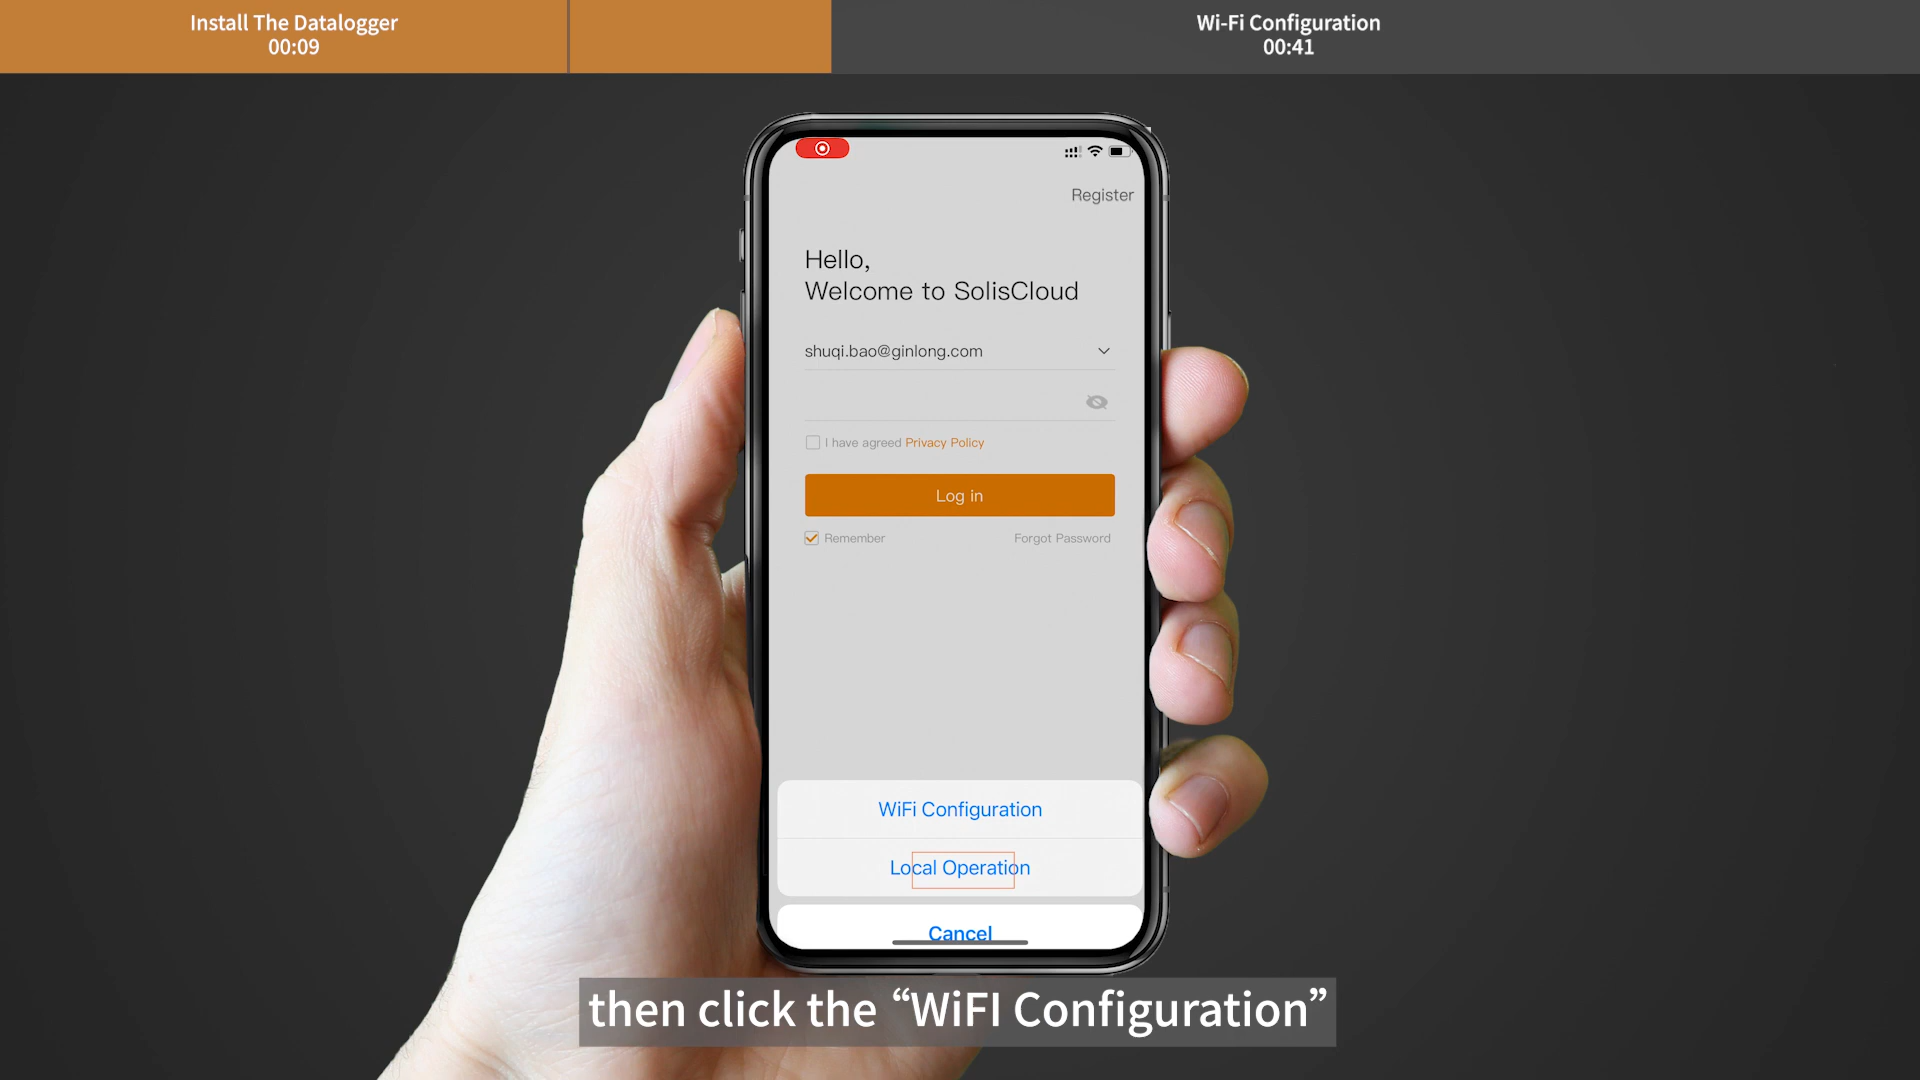 Install The Datalogger
00:09
Wi-Fi Configuration
00:41
Register
Hello,
Welcome to SolisCloud
shuqi.bao@ginlong.com
I have agreed Privacy Policy
Log in
Remember
Forgot Password
WiFi Configuration
Local Operation
Cancel
then click the “WiFI Configuration”